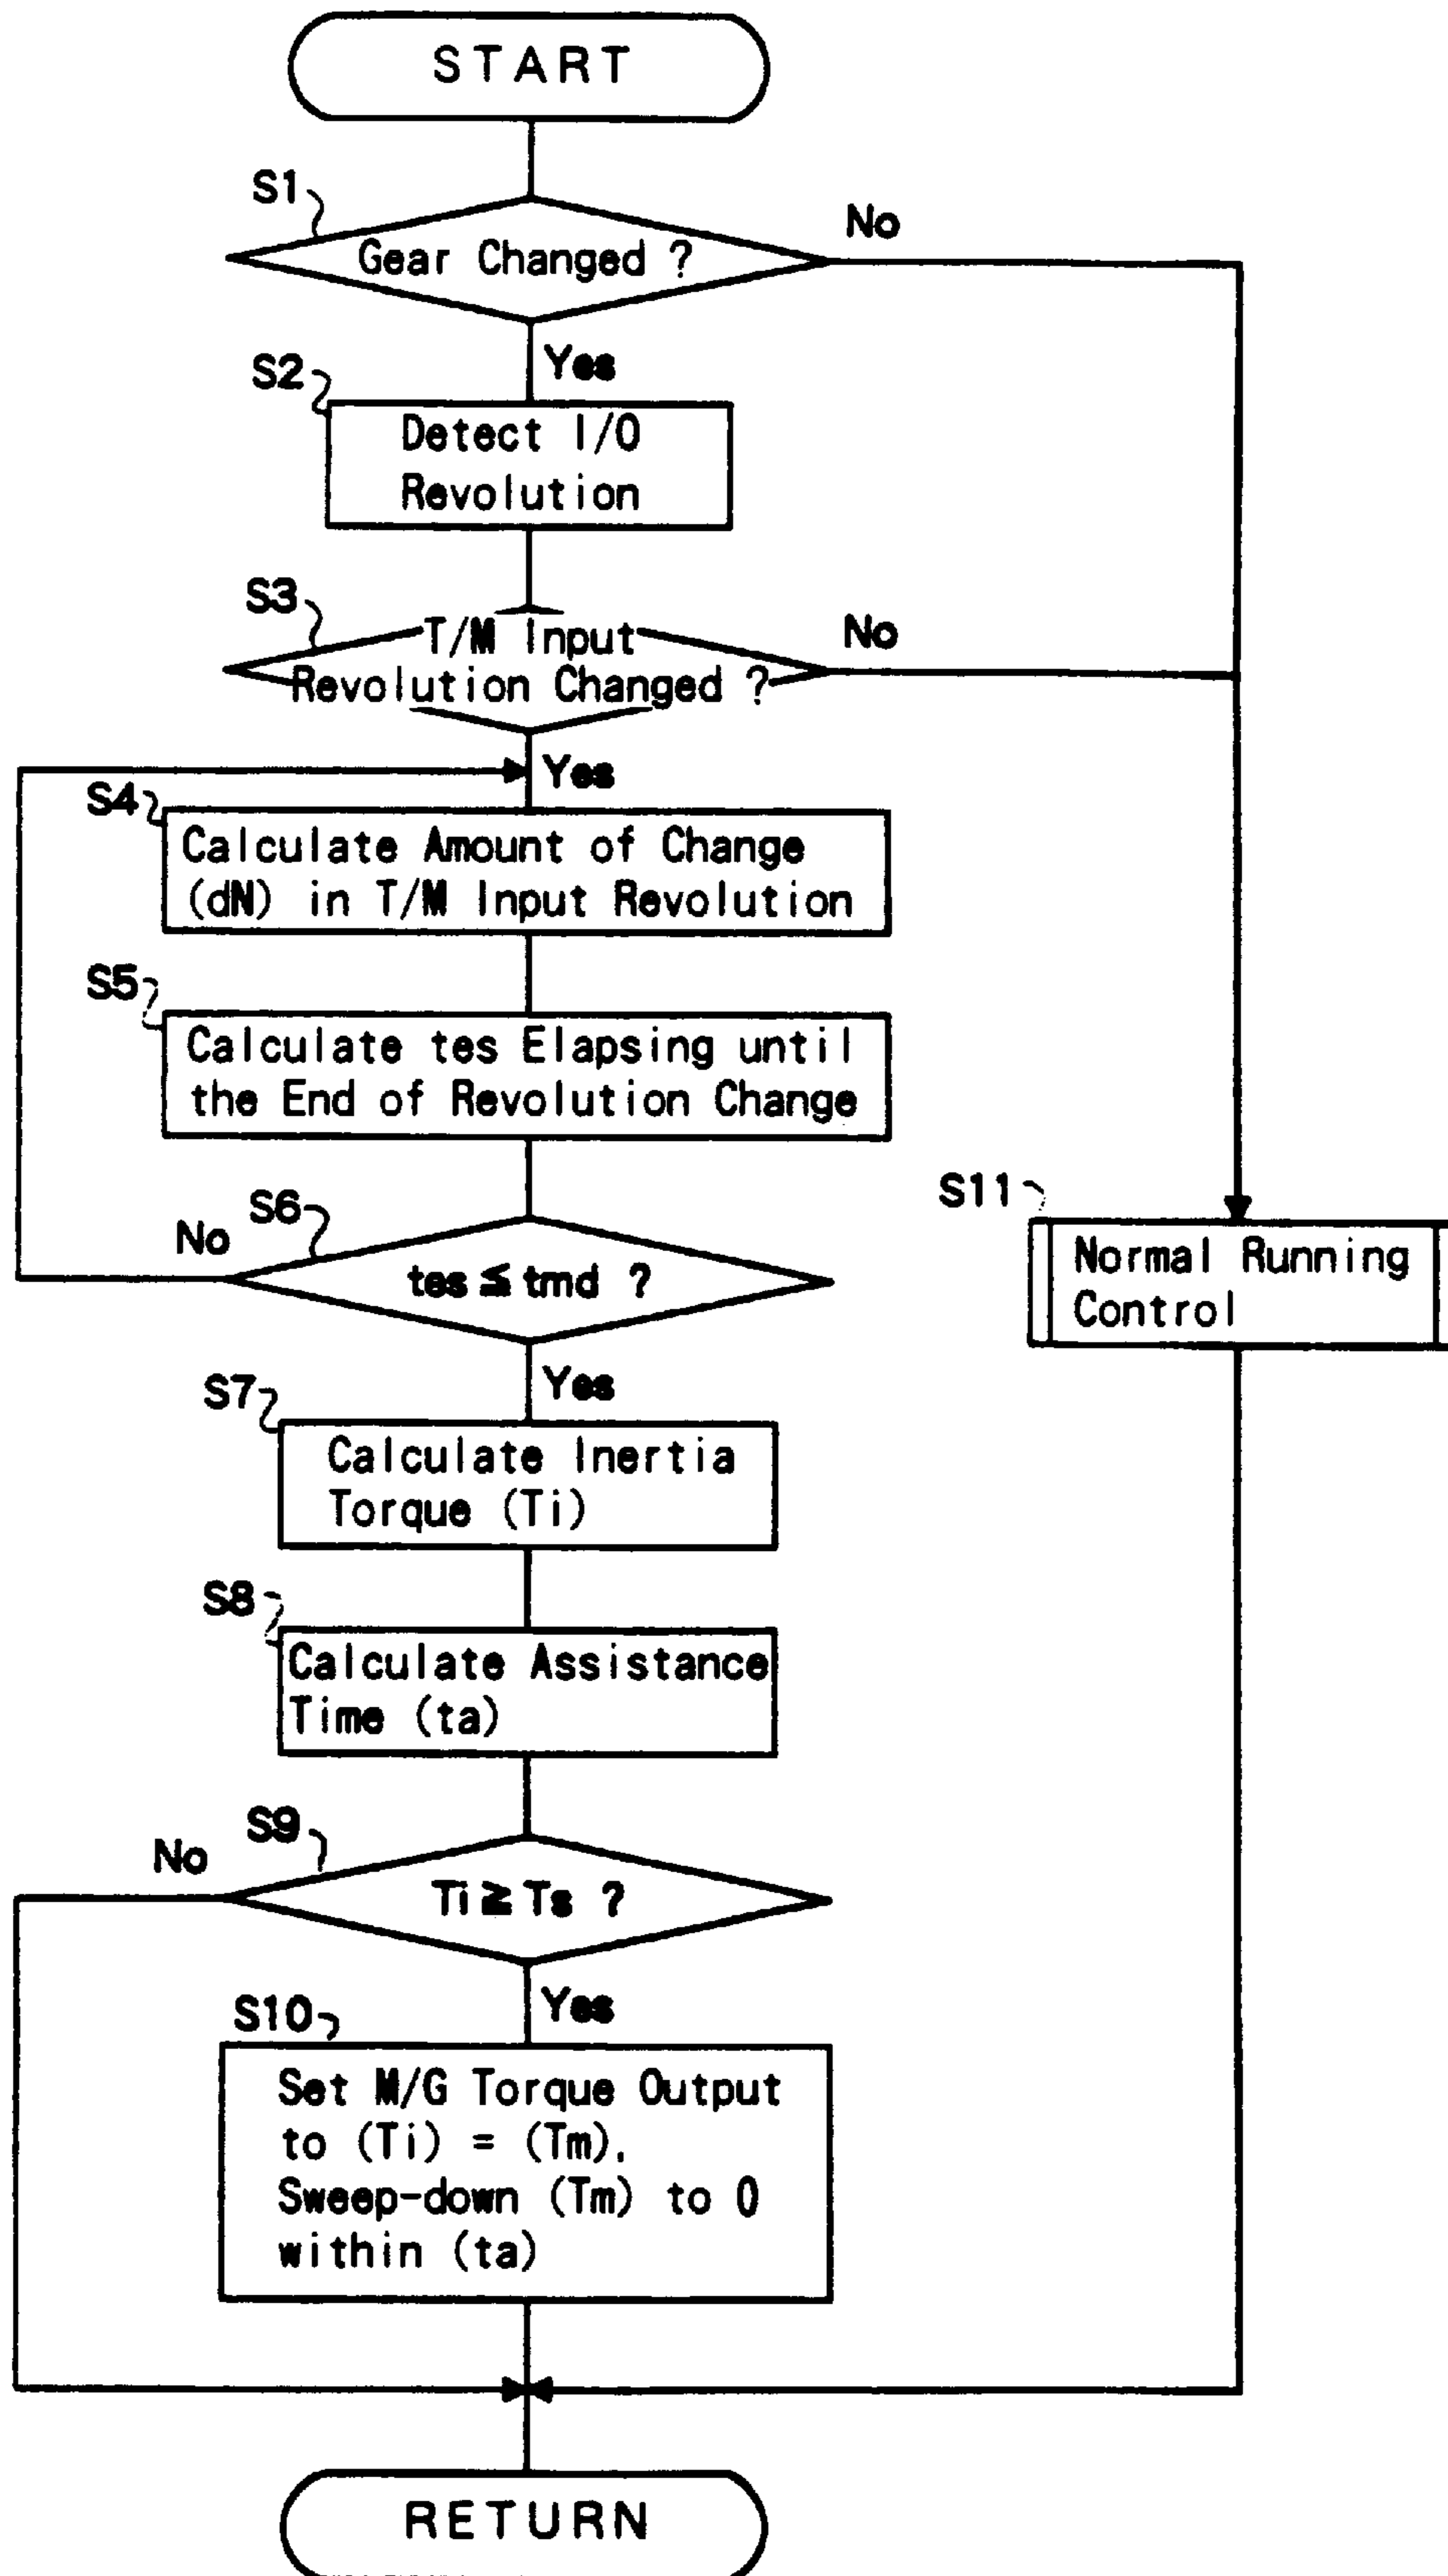 START
S1
No
Gear Changed ?
Yes
S2
Detect I/O
Revolution
S3
No
T/M Input
Revolution Changed ?
Yes
S4
Calculate Amount of Change
(dN) in T/M Input Revolution
S5
Calculate tes Elapsing until
the End of Revolution Change
S6
No
tes ≦ tmd ?
S11
Normal Running
Control
Yes
S7
Calculate Inertia
Torque (Ti)
S8
Calculate Assistance
Time (ta)
S9
No
Ti ≧ Ts ?
Yes
S10
Set M/G Torque Output
to (Ti) = (Tm).
Sweep-down (Tm) to 0
within (ta)
RETURN